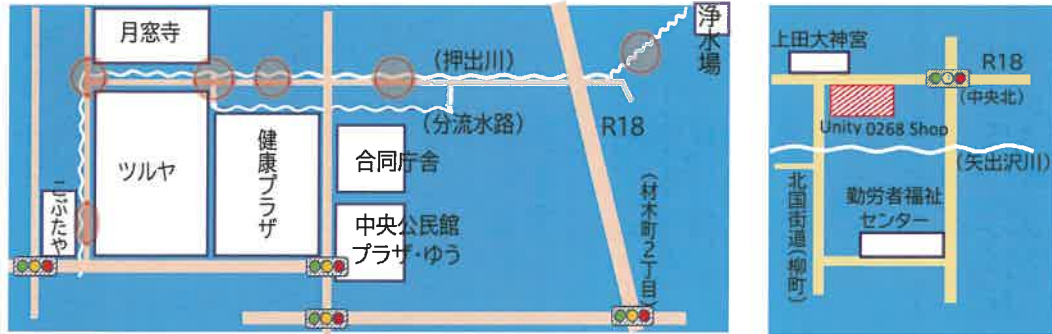 月窓寺
浄水場
(押出川)
(分流水路)
R18
ツルヤ
健康プラザ
合同庁舎
中央公民館
プラザ・ゆう
こぶたや
(材木町2丁目)
上田大神宮
R18
(中央北)
Unity 0268 Shop
(矢出沢川)
北国街道(柳町)
勤労者福祉
センター